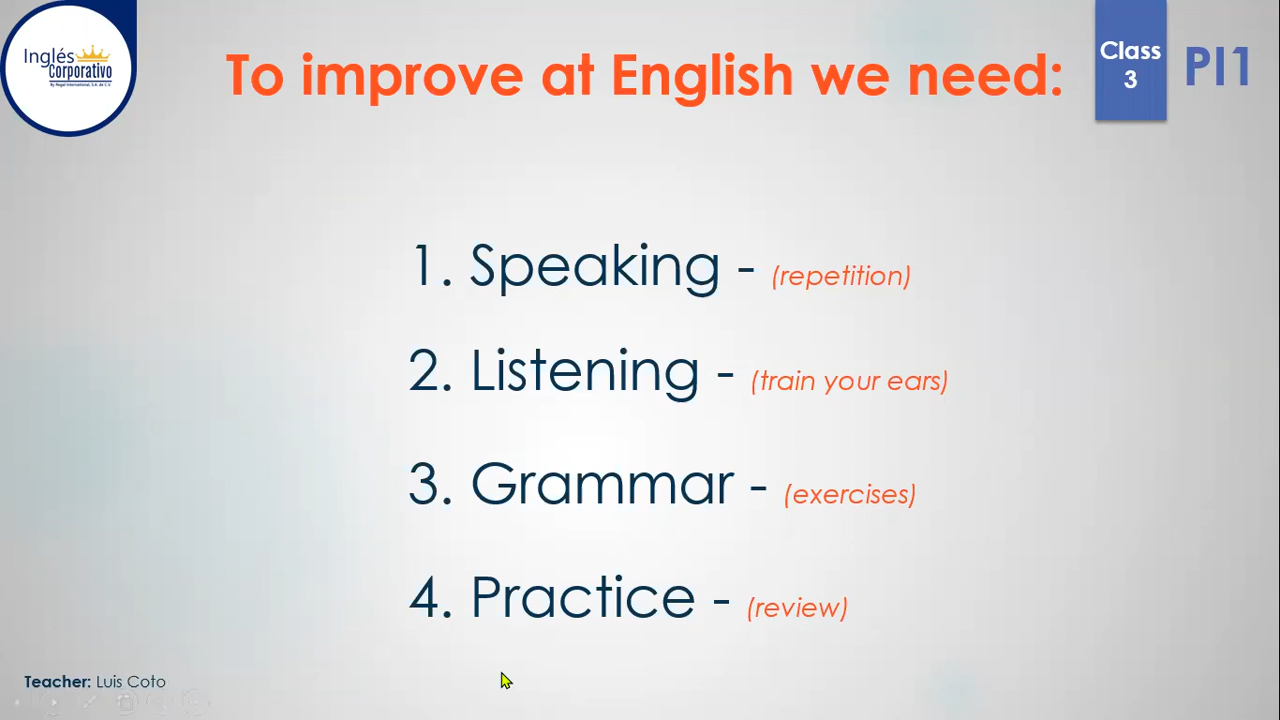 Inglés
Corporativo
By Regal International, S.A. de C.V.
To improve at English we need:
Class
3
PI1
1. Speaking - (repetition)
2. Listening - (train your ears)
3. Grammar - (exercises)
4. Practice - (review)
Teacher: Luis Coto